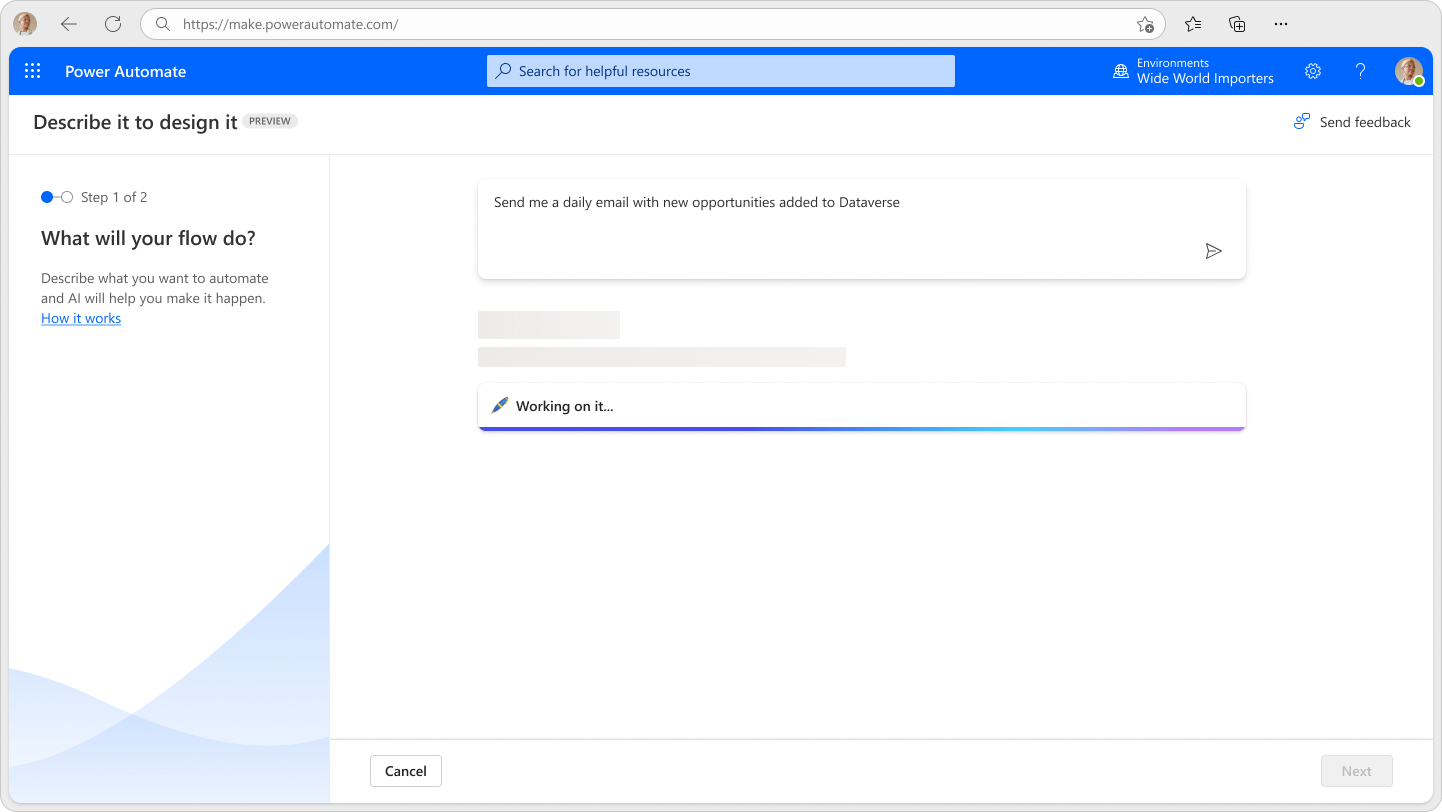 https://make.powerautomate.com/
Power Automate
Search for helpful resources
Environments
Wide World Importers
Describe it to design it PREVIEW
Send feedback
Step 1 of 2
What will your flow do?
Describe what you want to automate
and AI will help you make it happen.
How it works
Send me a daily email with new opportunities added to Dataverse
Working on it...
Cancel
Next